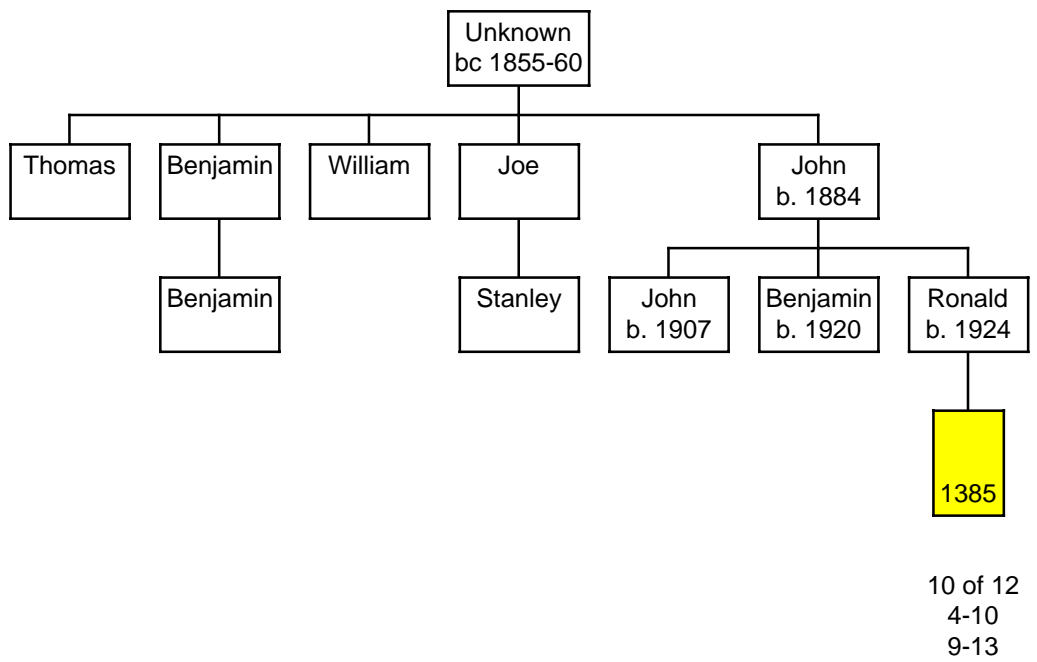 Unknown
bc 1855-60
Thomas
Benjamin
William
Joe
John
b. 1884
Benjamin
Stanley
John
b. 1907
Benjamin
b. 1920
Ronald
b. 1924
1385
10 of 12
4-10
9-13